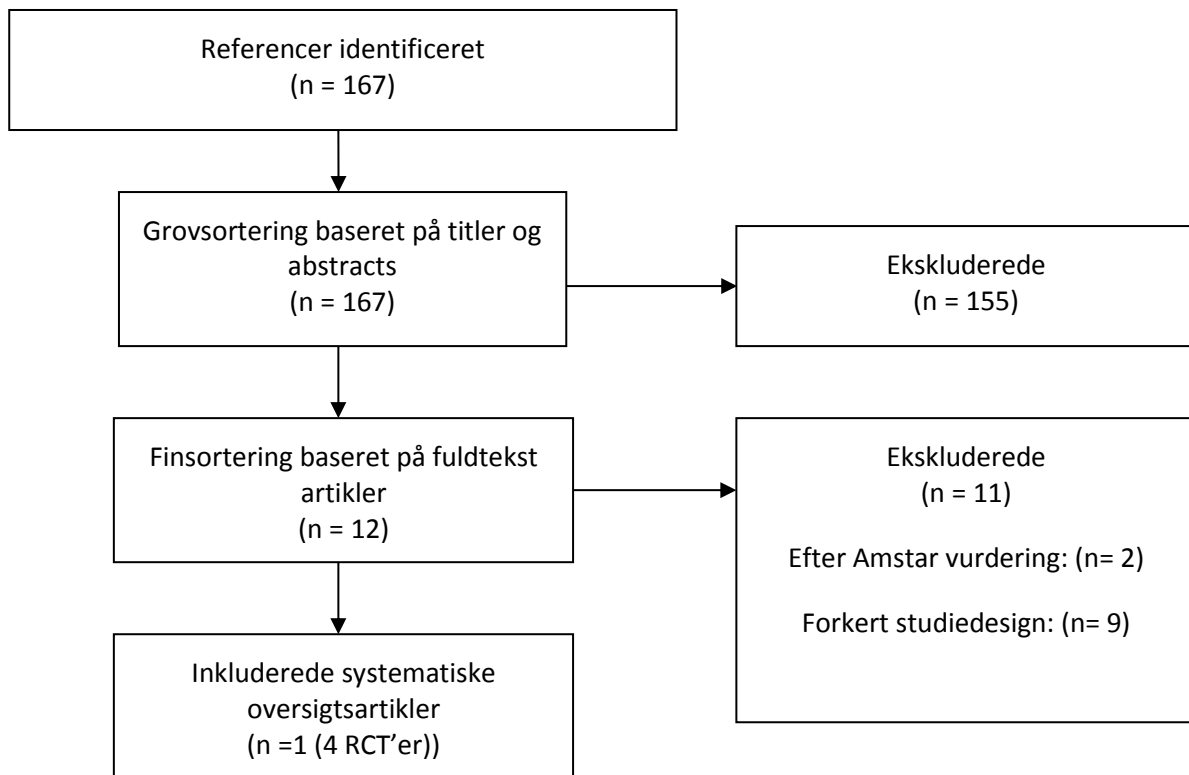 Referencer identificeret
(n = 167)
Grovsortering baseret på titler og
abstracts
(n = 167)
Ekskluderede
(n = 155)
Finsortering baseret på fuldtekst
artikler
(n = 12)
Ekskluderede
(n = 11)
Efter Amstar vurdering: (n= 2)
Forkert studiedesign: (n= 9)
Inkluderede systematiske
oversigtsartikler
(n =1 (4 RCT’er))